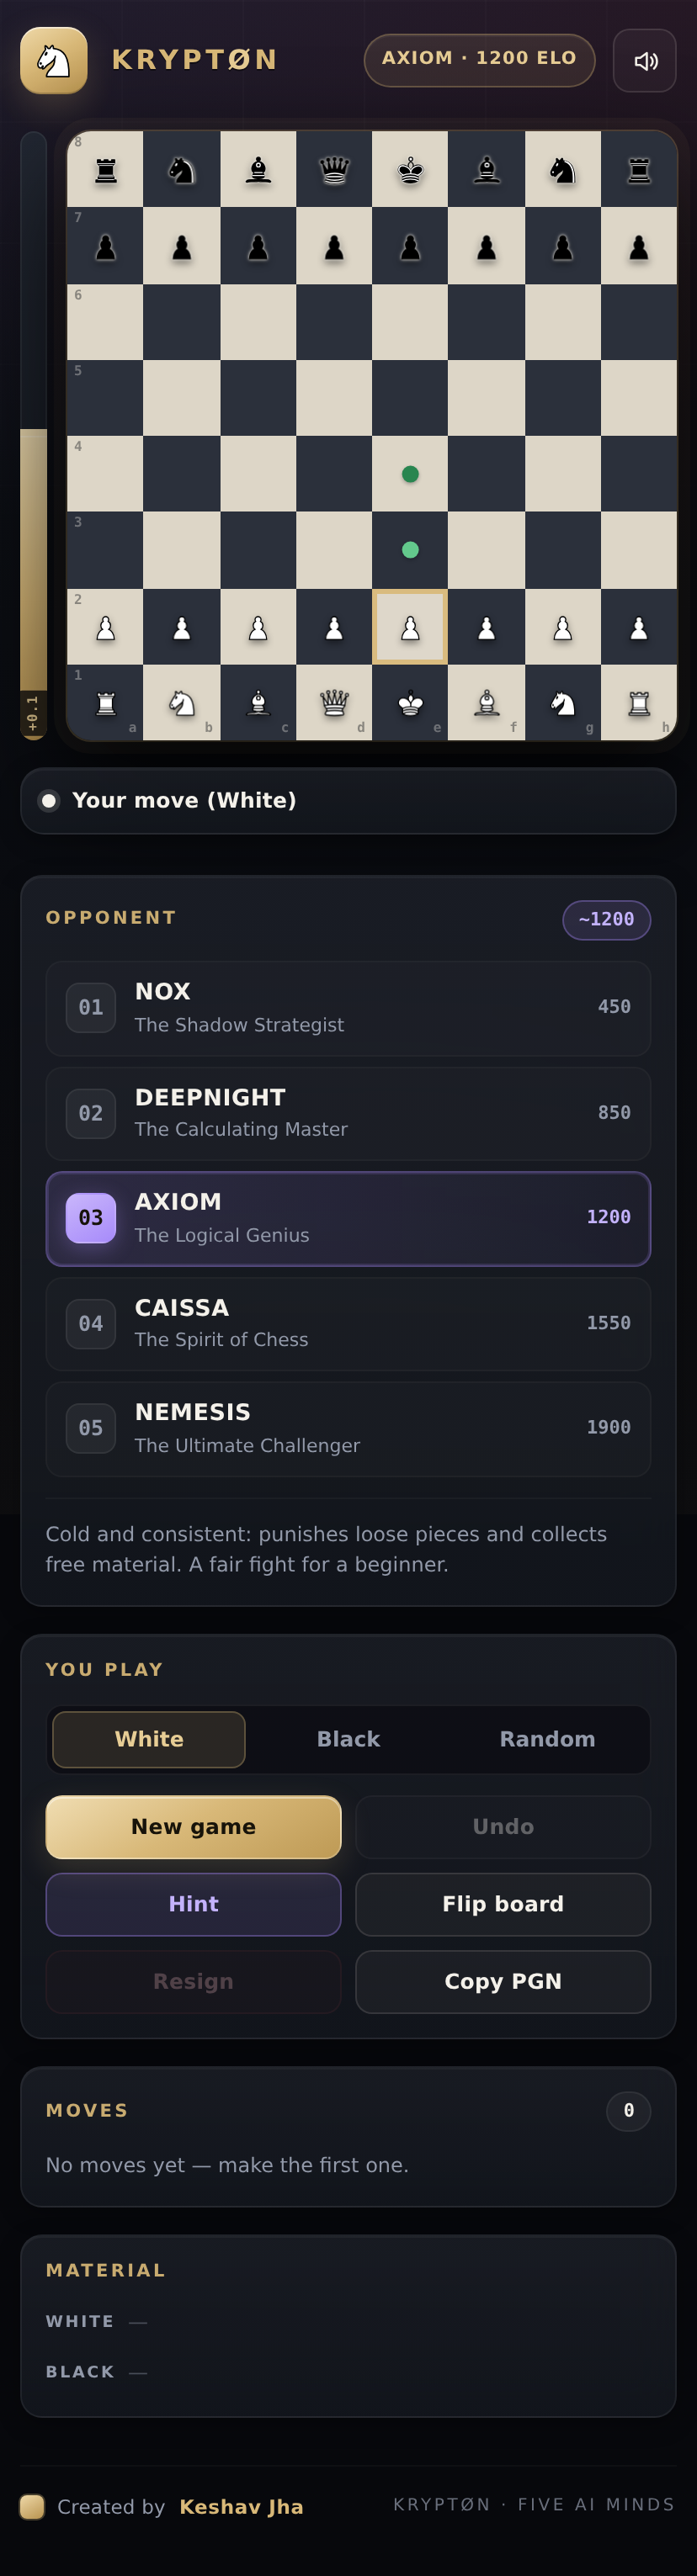 KRYPTØN
AXIOM · 1200 ELO
8
7
6
5
4
3
2
1
a b c d e f g h
+0.1
Your move (White)
OPPONENT
~1200
01
NOX
The Shadow Strategist
450
02
DEEPNIGHT
The Calculating Master
850
03
AXIOM
The Logical Genius
1200
04
CAISSA
The Spirit of Chess
1550
05
NEMESIS
The Ultimate Challenger
1900
Cold and consistent: punishes loose pieces and collects
free material. A fair fight for a beginner.
YOU PLAY
White Black Random
New game Undo
Hint Flip board
Resign Copy PGN
MOVES
0
No moves yet — make the first one.
MATERIAL
WHITE —
BLACK —
Created by Keshav Jha
KRYPTØN · FIVE AI MINDS